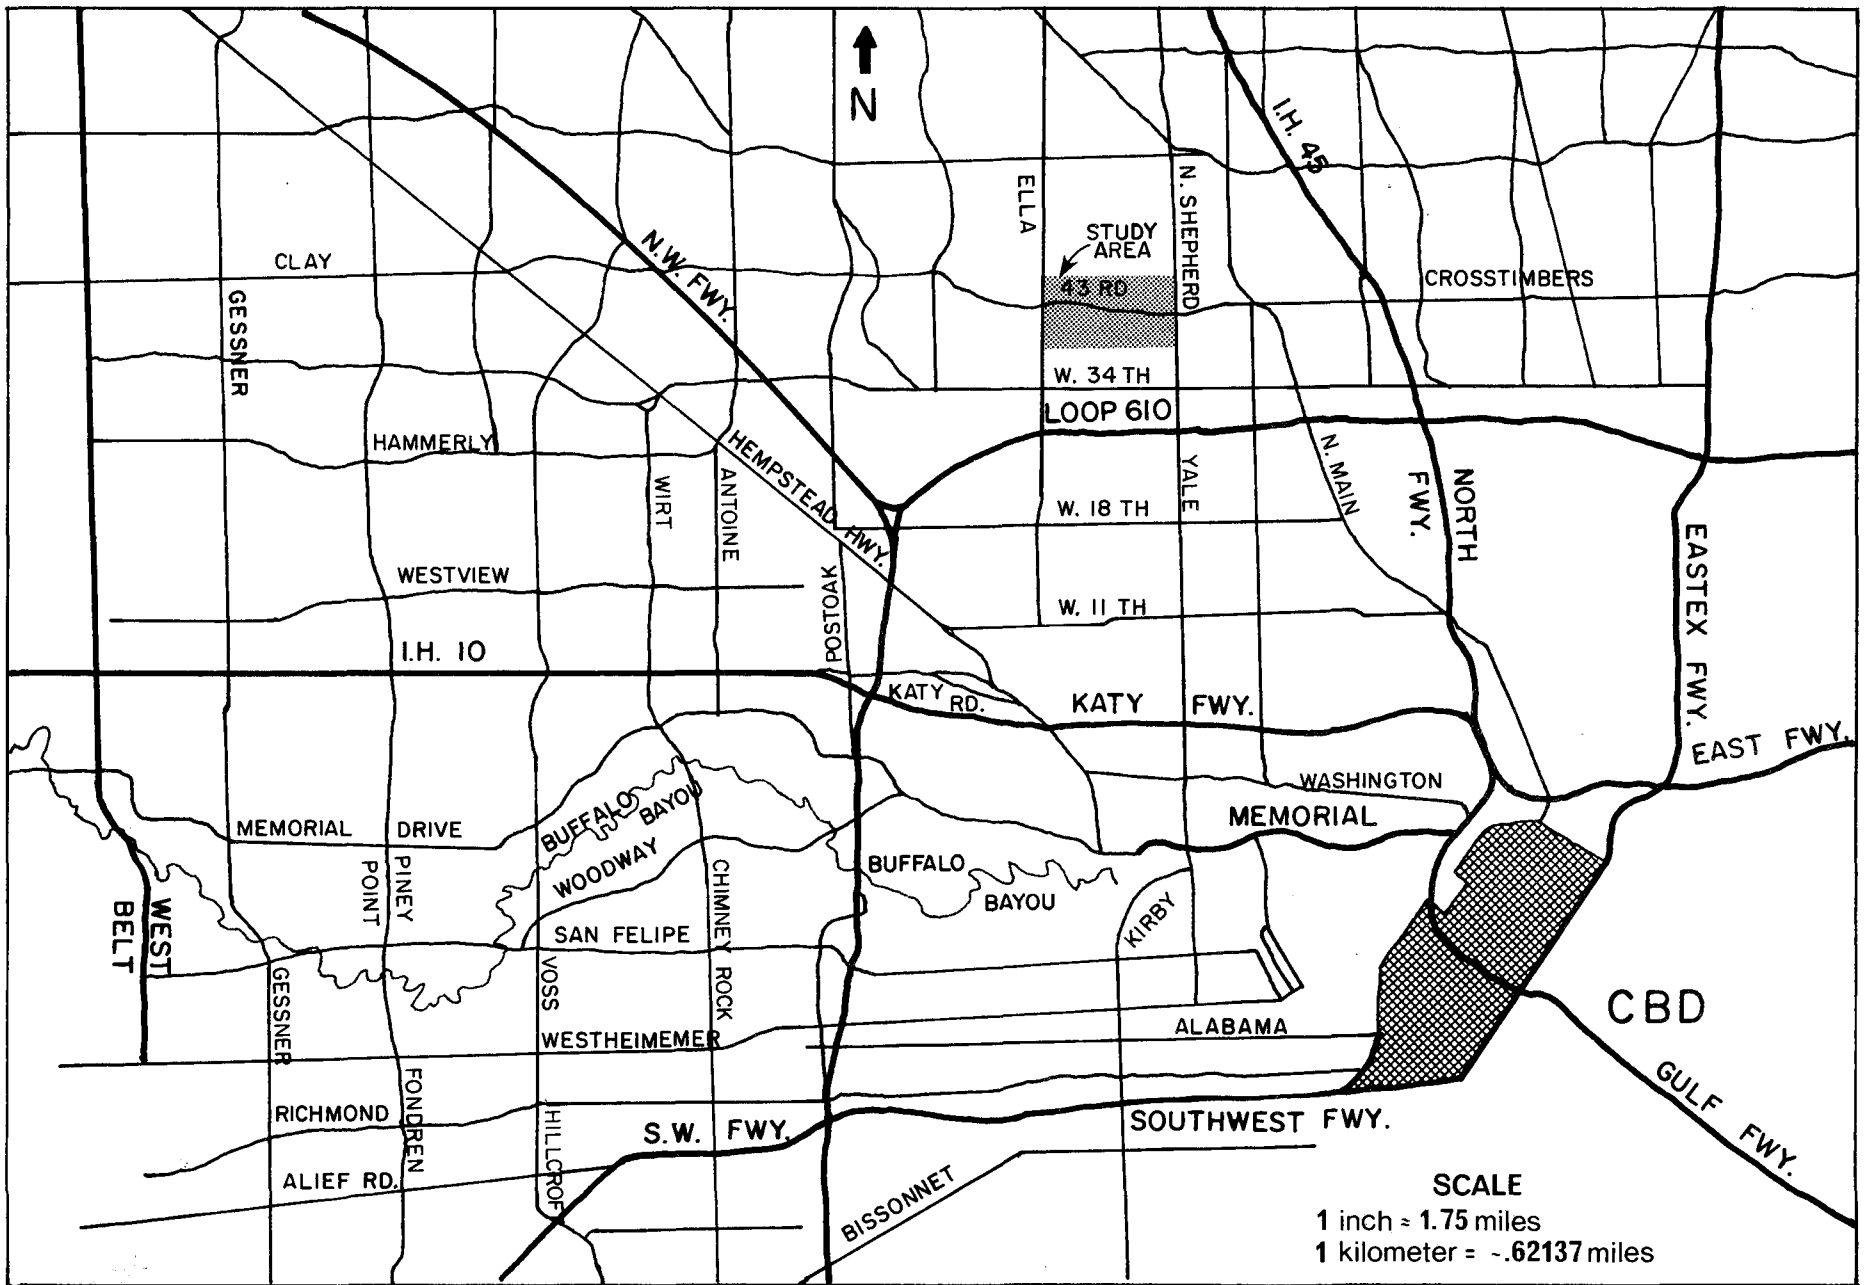 N
I.H. 45
ELLA
N. SHEPHERD
STUDY
AREA
43 RD
CLAY
N.W. FWY.
CROSSTIMBERS
GESSNER
W. 34 TH
LOOP 610
HAMMERLY
HEMPSTEAD HWY.
WIRT
ANTOINE
YALE
N. MAIN
NORTH
FWY.
W. 18 TH
EASTEX FWY.
WESTVIEW
POSTOAK
W. 11 TH
I.H. 10
KATY
RD.
KATY FWY.
EAST FWY.
WASHINGTON
MEMORIAL
MEMORIAL DRIVE
BUFFALO
BAYOU
WOODWAY
BUFFALO
BAYOU
PINEY
POINT
CHIMNEY ROCK
KIRBY
WEST
BELT
SAN FELIPE
GESSNER
VOSS
CBD
WESTHEIMEMER
ALABAMA
FONDREN
RICHMOND
HILLCROF
S.W. FWY.
SOUTHWEST FWY.
GULF FWY.
ALIEF RD.
BISSONNET
SCALE
1 inch ≈ 1.75 miles
1 kilometer = ~.62137 miles